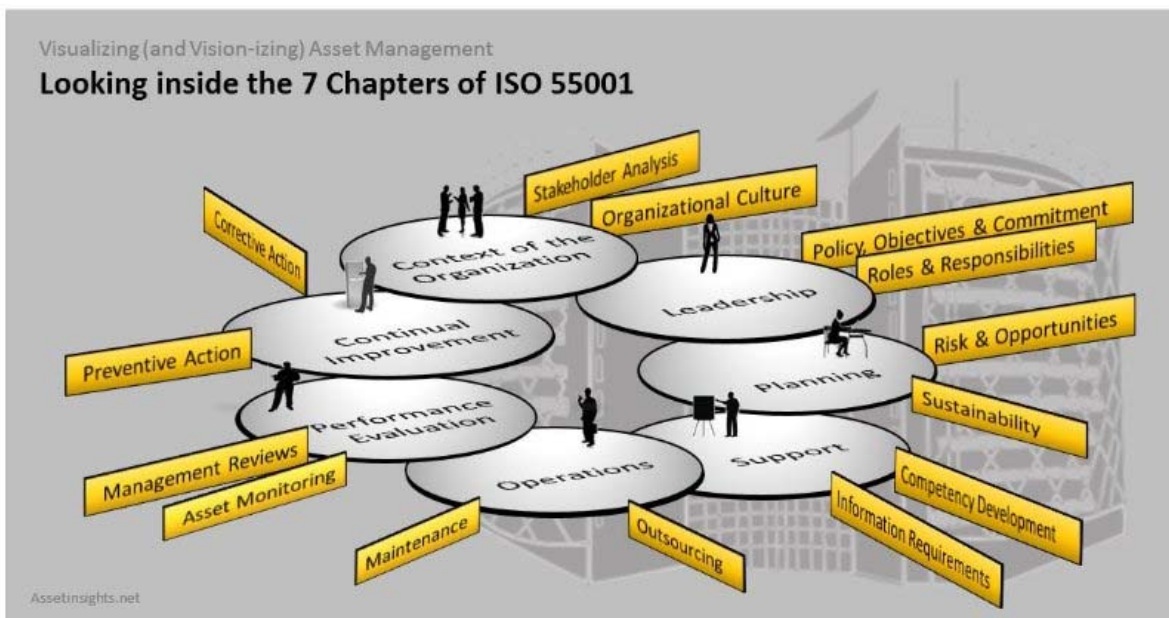 Visualizing (and Vision-izing) Asset Management
Looking inside the 7 Chapters of ISO 55001
Stakeholder Analysis
Organizational Culture
Context of the
Organization
Policy, Objectives & Commitment
Roles & Responsibilities
Leadership
Risk & Opportunities
Sustainability
Planning
Competency Development
Information Requirements
Support
Outsourcing
Maintenance
Operations
Asset Monitoring
Management Reviews
Performance
Evaluation
Preventive Action
Corrective Action
Continual
Improvement
Assetinsights.net